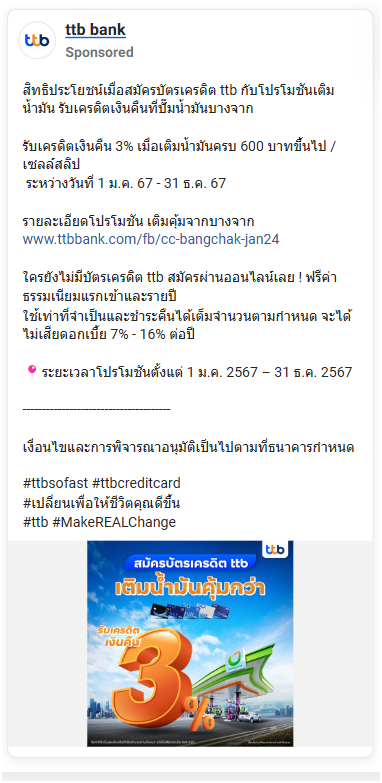 ttb bank
Sponsored
ttb
สิทธิประโยชน์เมื่อสมัครบัตรเครดิต ttb กับโปรโมชันเติม
น้ำมัน รับเครดิตเงินคืนที่ปั๊มน้ำมันบางจาก
รับเครดิตเงินคืน 3% เมื่อเติมน้ำมันครบ 600 บาทขึ้นไป /
เซลล์สลิป
ระหว่างวันที่ 1 ม.ค. 67 - 31 ธ.ค. 67
รายละเอียดโปรโมชัน เติมคุ้มจากบางจาก
www.ttbbank.com/fb/cc-bangchak-jan24
ใครยังไม่มีบัตรเครดิต ttb สมัครผ่านออนไลน์เลย ! ฟรีค่า
ธรรมเนียมแรกเข้าและรายปี
ใช้เท่าที่จำเป็นและชำระคืนได้เต็มจำนวนตามกำหนด จะได้
ไม่เสียดอกเบี้ย 7% - 16% ต่อปี
📍ระยะเวลาโปรโมชันตั้งแต่ 1 ม.ค. 2567 – 31 ธ.ค. 2567
--------------------------------------
เงื่อนไขและการพิจารณาอนุมัติเป็นไปตามที่ธนาคารกำหนด
#ttbsofast #ttbcreditcard
#เปลี่ยนเพื่อให้ชีวิตคุณดีขึ้น
#ttb #MakeREALChange
ttb
สมัครบัตรเครดิต ttb
เติมน้ำมันคุ้มกว่า
รับเครดิต
เงินคืน
3%